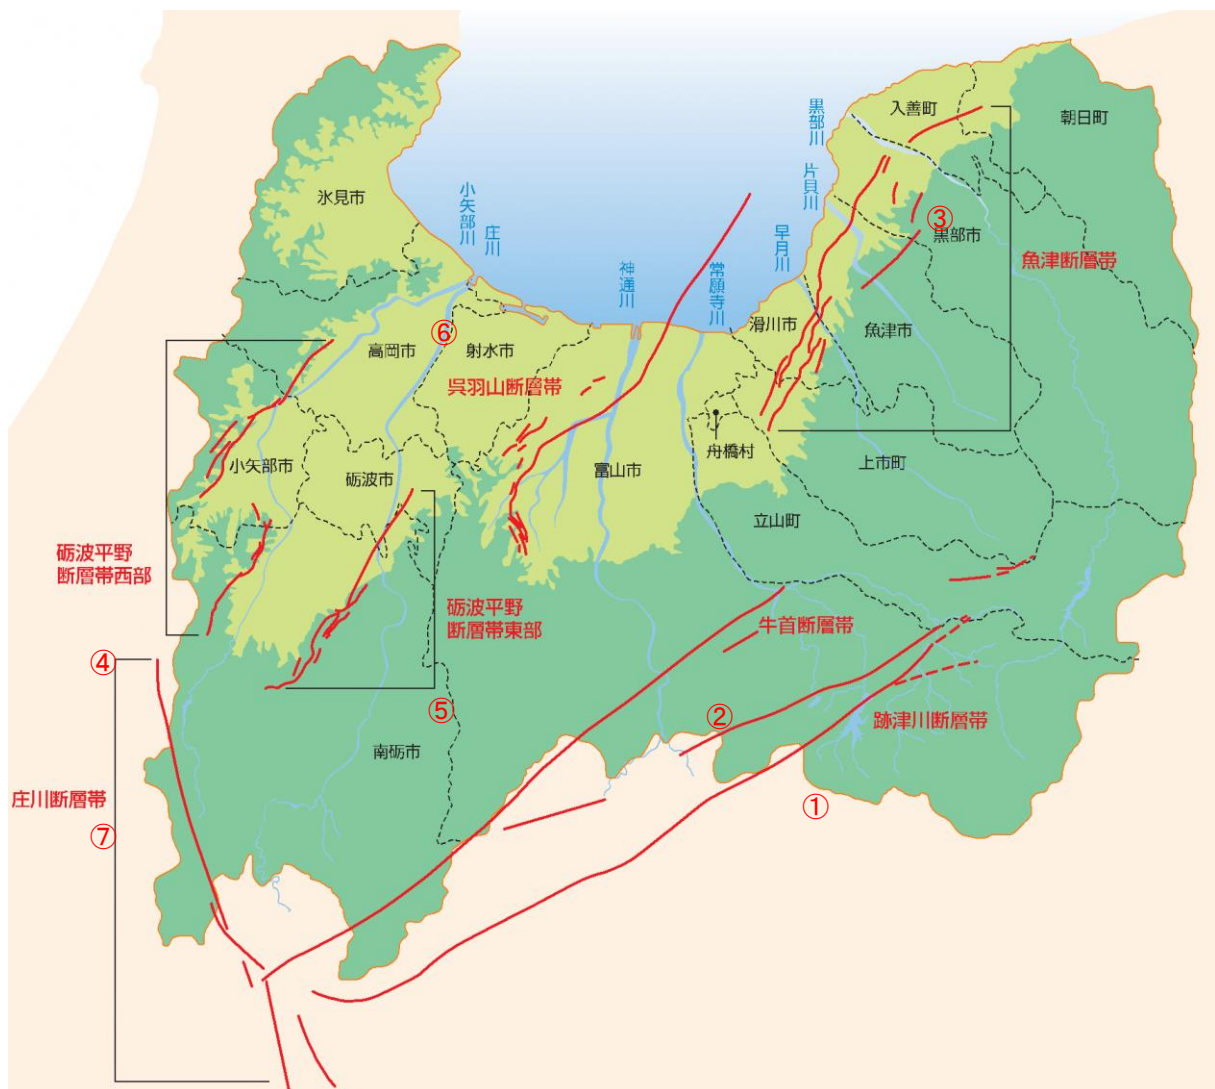 入善町
朝日町
黒部川
片貝川
氷見市
小矢部川
庄川
早月川
③
黒部市
神通川
常願寺川
魚津断層帯
滑川市
魚津市
⑥
高岡市
射水市
呉羽山断層帯
小矢部市
砺波市
富山市
舟橋村
上市町
立山町
砺波平野
断層帯西部
砺波平野
断層帯東部
牛首断層帯
④
⑤
②
跡津川断層帯
南砺市
庄川断層帯
⑦
①